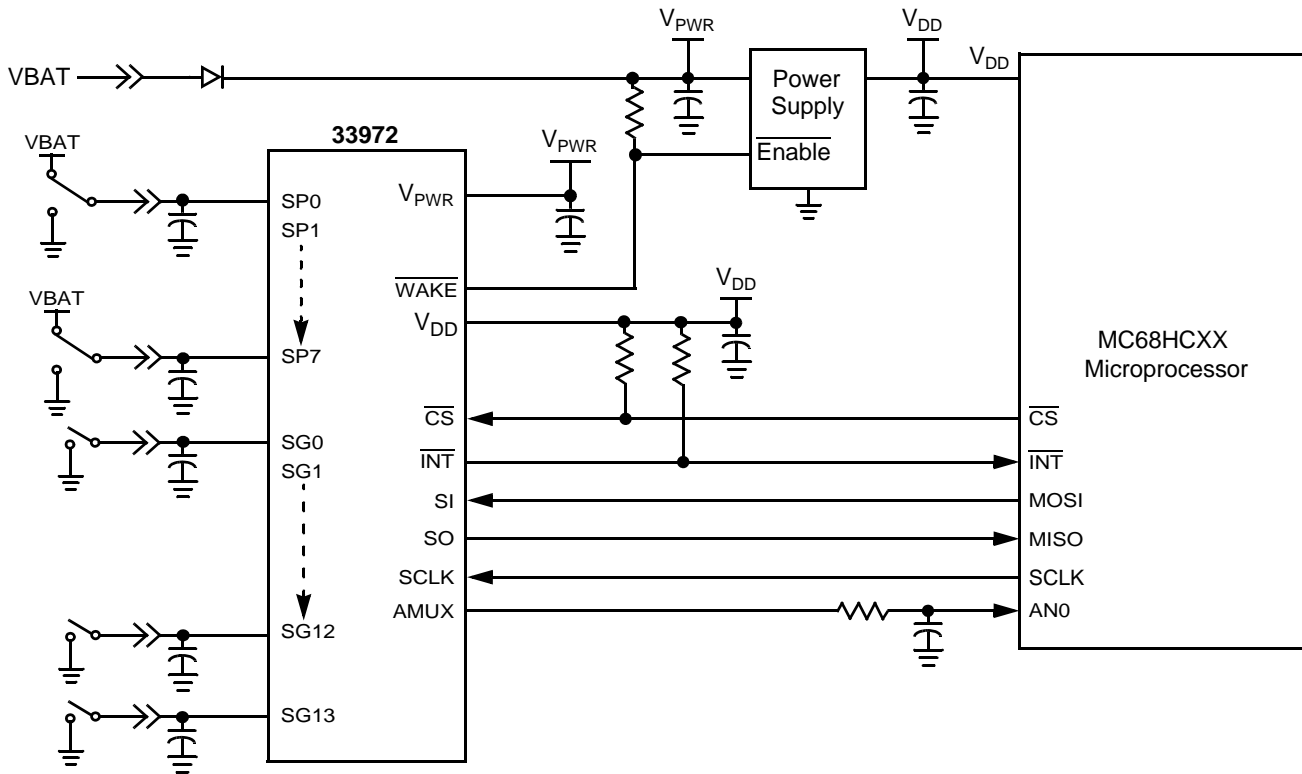 V_PWR
V_DD
VBAT
Power
Supply
Enable
V_DD
33972
VBAT
SP0
SP1
V_PWR
V_PWR
WAKE
V_DD
V_DD
VBAT
SP7
SG0
SG1
CS
INT
SI
SO
SCLK
AMUX
SG12
SG13
MC68HCXX
Microprocessor
CS
INT
MOSI
MISO
SCLK
AN0